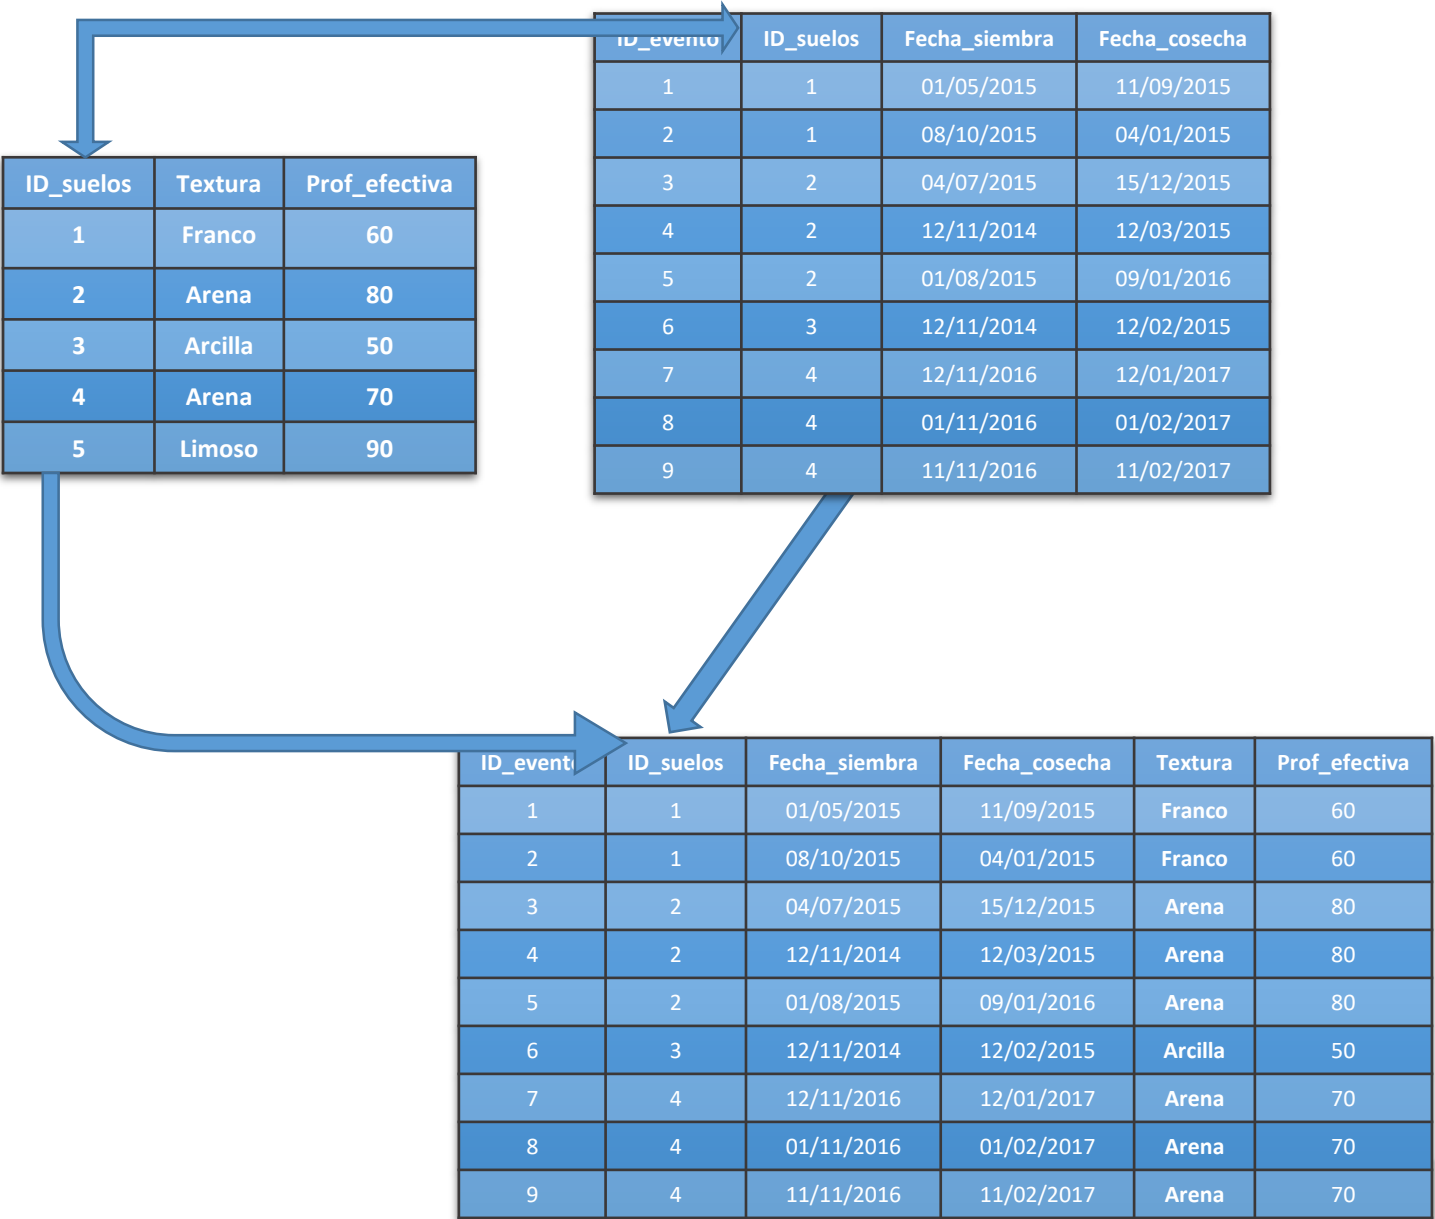 ID_evento ID_suelos Fecha_siembra Fecha_cosecha
1 1 01/05/2015 11/09/2015
2 1 08/10/2015 04/01/2015
3 2 04/07/2015 15/12/2015
4 2 12/11/2014 12/03/2015
5 2 01/08/2015 09/01/2016
6 3 12/11/2014 12/02/2015
7 4 12/11/2016 12/01/2017
8 4 01/11/2016 01/02/2017
9 4 11/11/2016 11/02/2017
ID_suelos Textura Prof_efectiva
1 Franco 60
2 Arena 80
3 Arcilla 50
4 Arena 70
5 Limoso 90
ID_evento ID_suelos Fecha_siembra Fecha_cosecha Textura Prof_efectiva
1 1 01/05/2015 11/09/2015 Franco 60
2 1 08/10/2015 04/01/2015 Franco 60
3 2 04/07/2015 15/12/2015 Arena 80
4 2 12/11/2014 12/03/2015 Arena 80
5 2 01/08/2015 09/01/2016 Arena 80
6 3 12/11/2014 12/02/2015 Arcilla 50
7 4 12/11/2016 12/01/2017 Arena 70
8 4 01/11/2016 01/02/2017 Arena 70
9 4 11/11/2016 11/02/2017 Arena 70